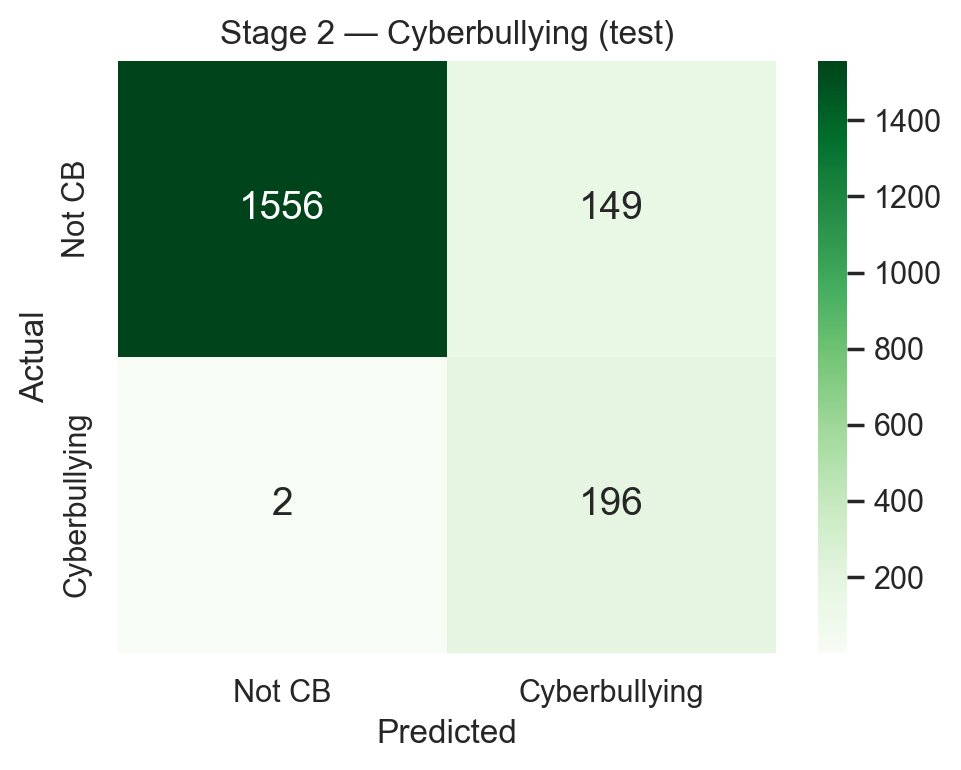 Stage 2 — Cyberbullying (test)
Not CB
Cyberbullying
Actual
1556
149
2
196
Not CB
Cyberbullying
Predicted
1400
1200
1000
800
600
400
200